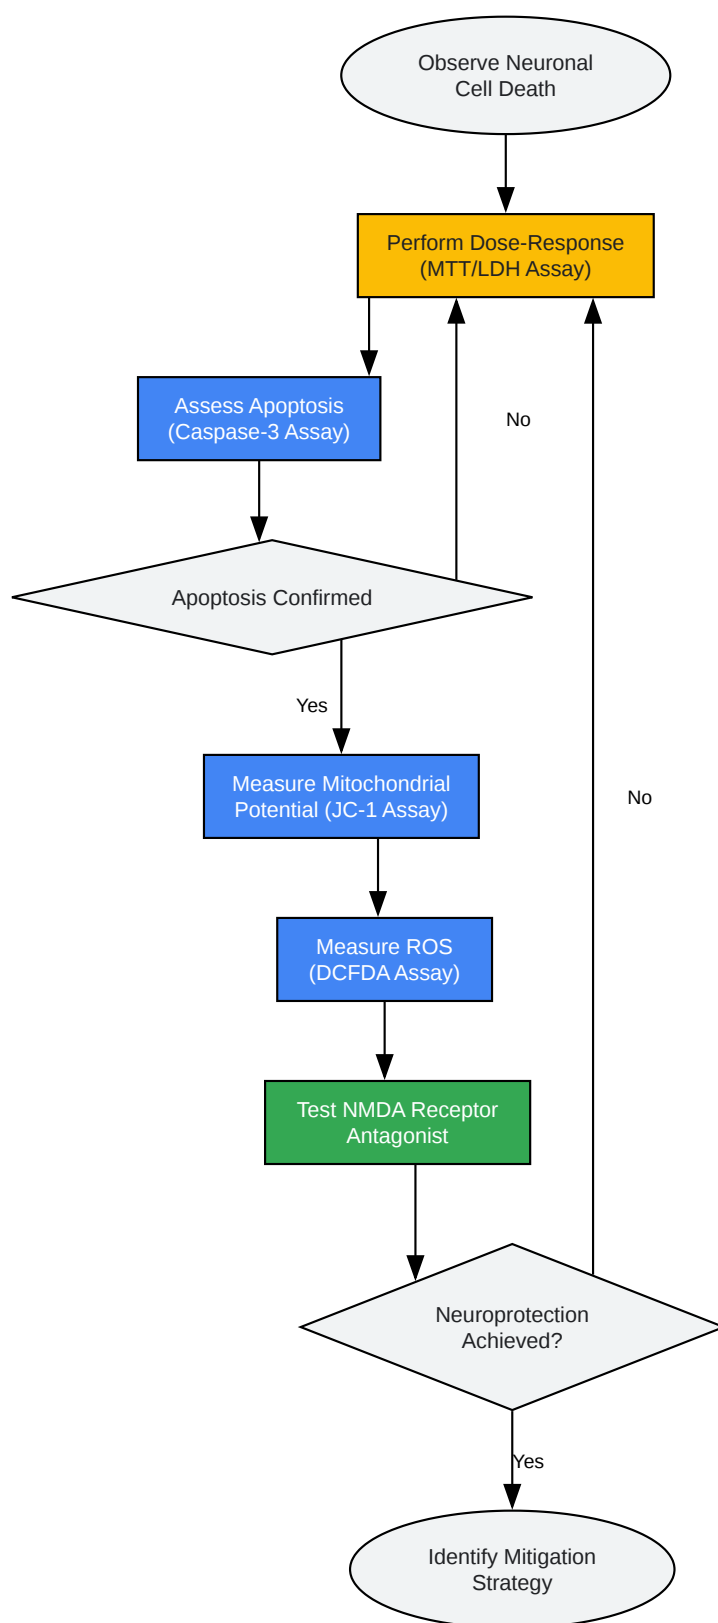 Observe Neuronal
Cell Death
Perform Dose-Response
(MTT/LDH Assay)
Assess Apoptosis
(Caspase-3 Assay)
No
Apoptosis Confirmed
Yes
Measure Mitochondrial
Potential (JC-1 Assay)
No
Measure ROS
(DCFDA Assay)
Test NMDA Receptor
Antagonist
Neuroprotection
Achieved?
Yes
Identify Mitigation
Strategy